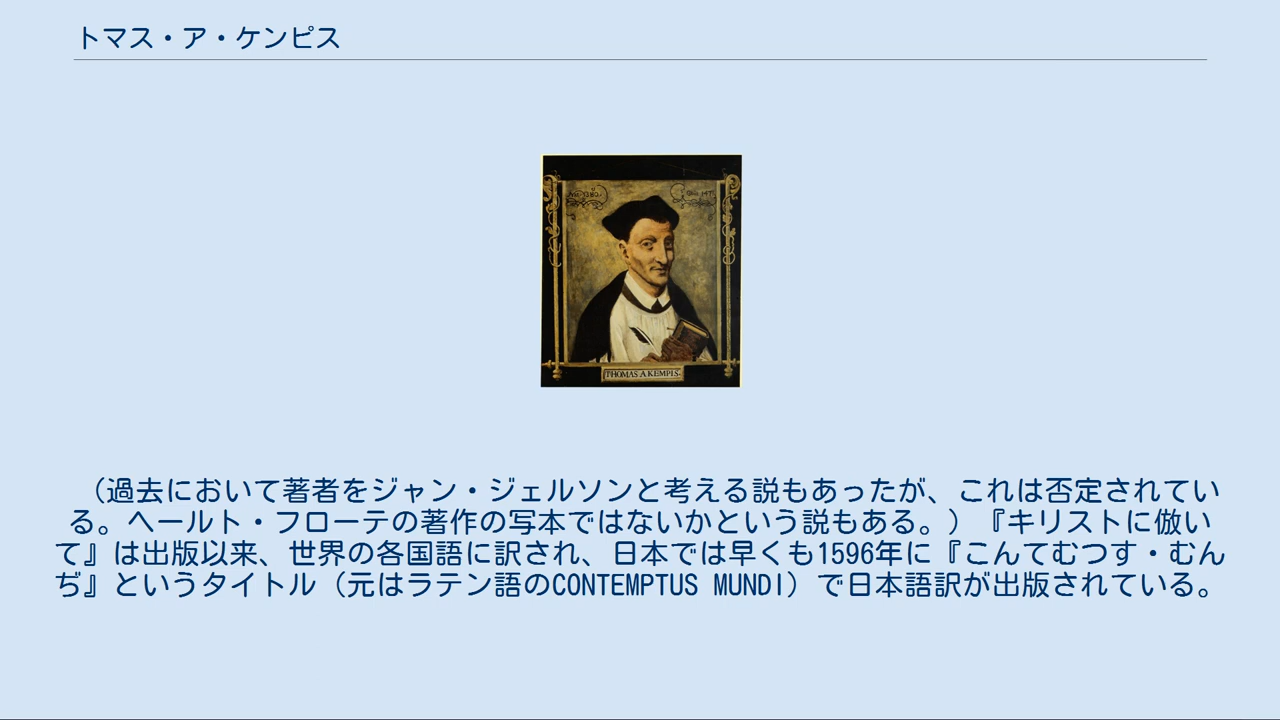 トマス・ア・ケンピス
THOMAS A KEMPIS
（過去において著者をジャン・ジェルソンと考える説もあったが、これは否定されてい
る。ヘールト・フローテの著作の写本ではないかという説もある。）『キリストに倣い
て』は出版以来、世界の各国語に訳され、日本では早くも1596年に『こんてむつす・むん
ぢ』というタイトル（元はラテン語のCONTEMPTUS MUNDI）で日本語訳が出版されている。